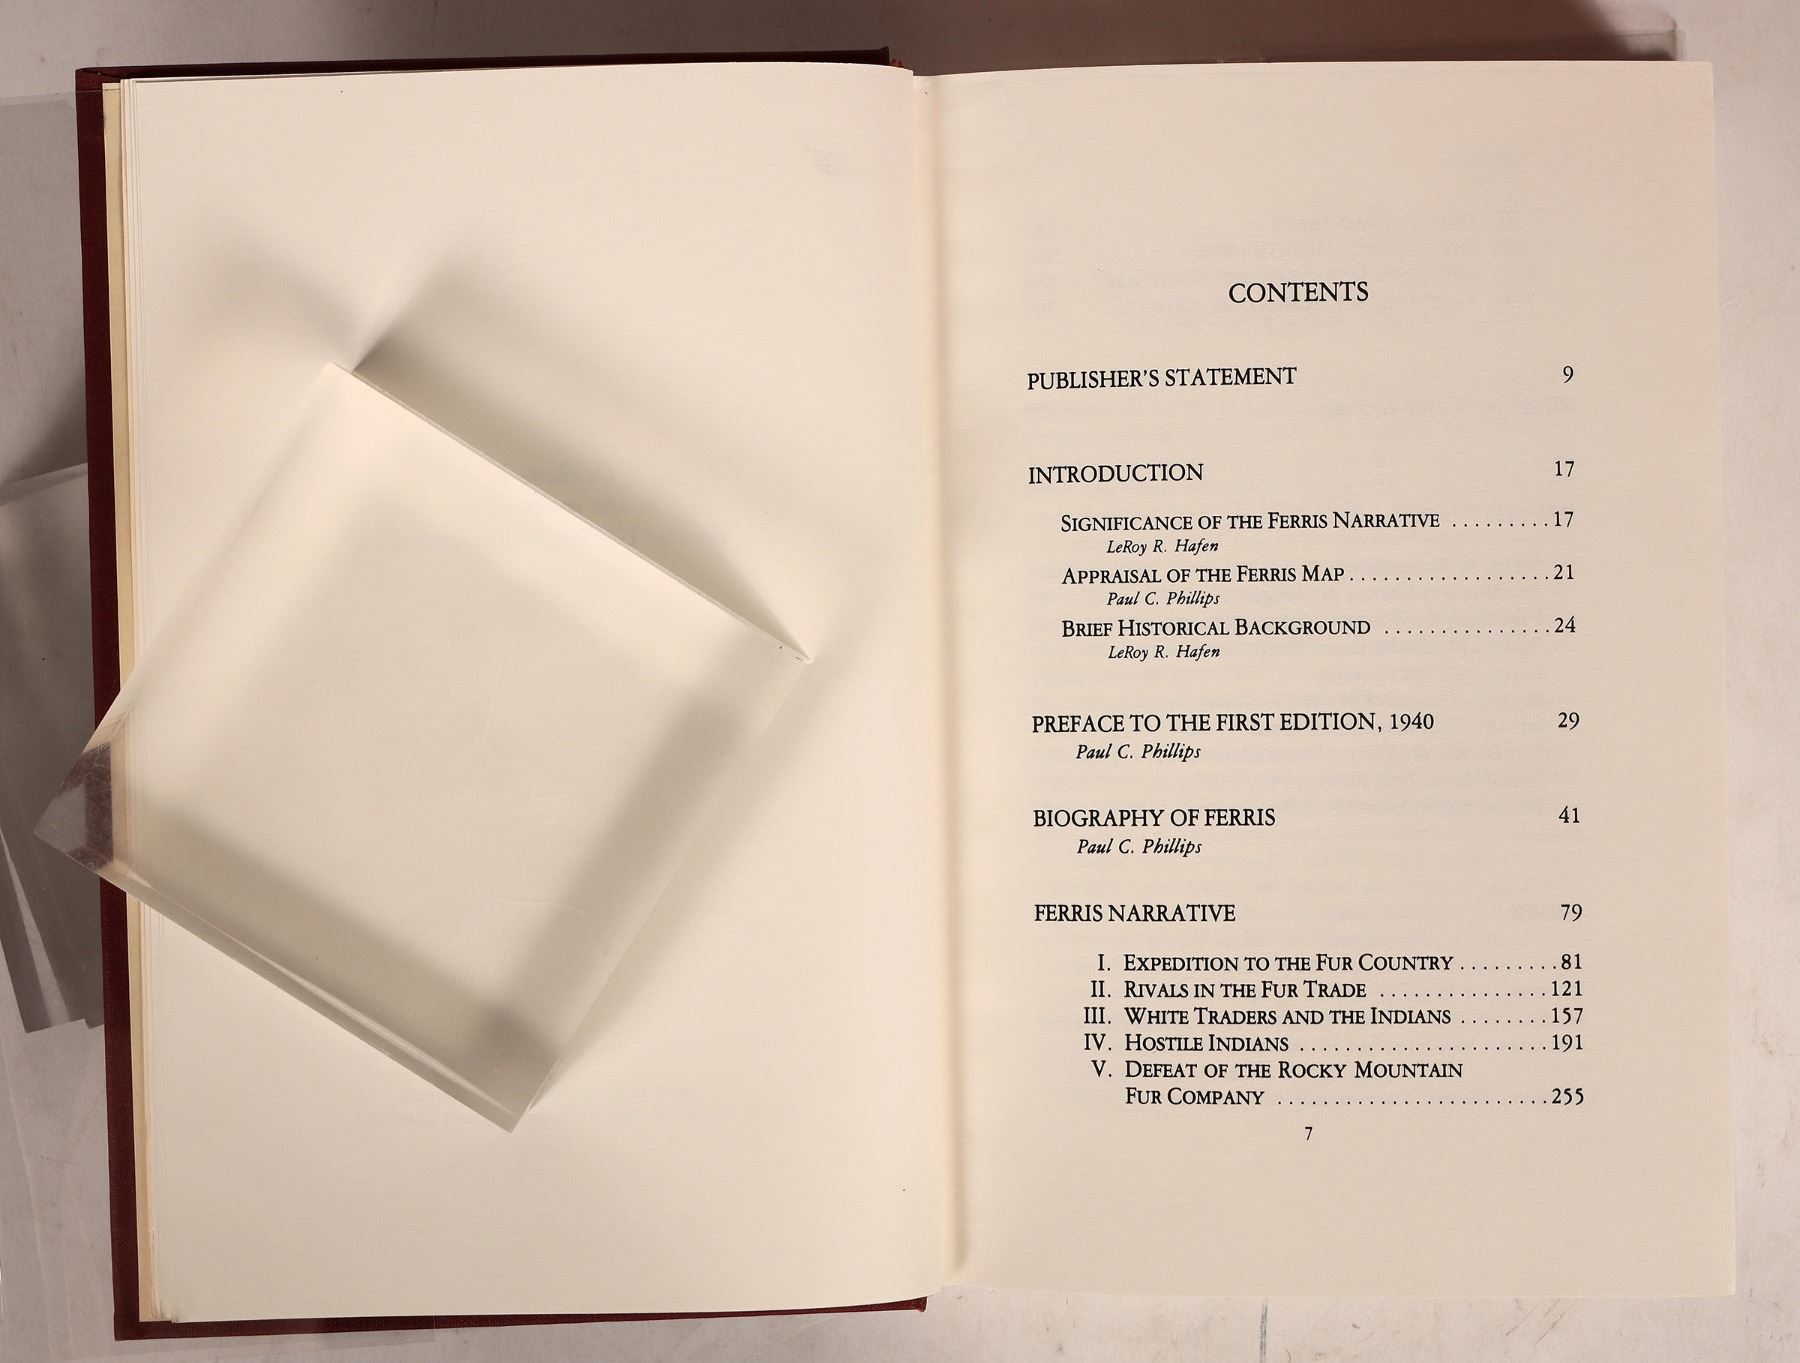 CONTENTS
PUBLISHER'S STATEMENT 9
INTRODUCTION 17
SIGNIFICANCE OF THE FERRIS NARRATIVE .........17
LeRoy R. Hafen
APPRAISAL OF THE FERRIS MAP..................21
Paul C. Phillips
BRIEF HISTORICAL BACKGROUND ...............24
LeRoy R. Hafen
PREFACE TO THE FIRST EDITION, 1940 29
Paul C. Phillips
BIOGRAPHY OF FERRIS 41
Paul C. Phillips
FERRIS NARRATIVE 79
I. EXPEDITION TO THE FUR COUNTRY .........81
II. RIVALS IN THE FUR TRADE ...............121
III. WHITE TRADERS AND THE INDIANS ........157
IV. HOSTILE INDIANS ......................191
V. DEFEAT OF THE ROCKY MOUNTAIN
FUR COMPANY ........................255
7